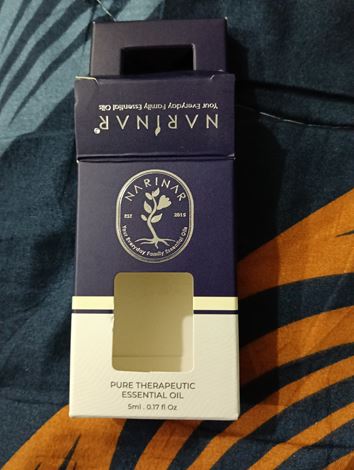 NARINAR®
Your Everyday Family Essential Oils
NARINAR
EST 2015
Your Everyday Family Essential Oils
PURE THERAPEUTIC
ESSENTIAL OIL
5ml . 0.17 fl Oz